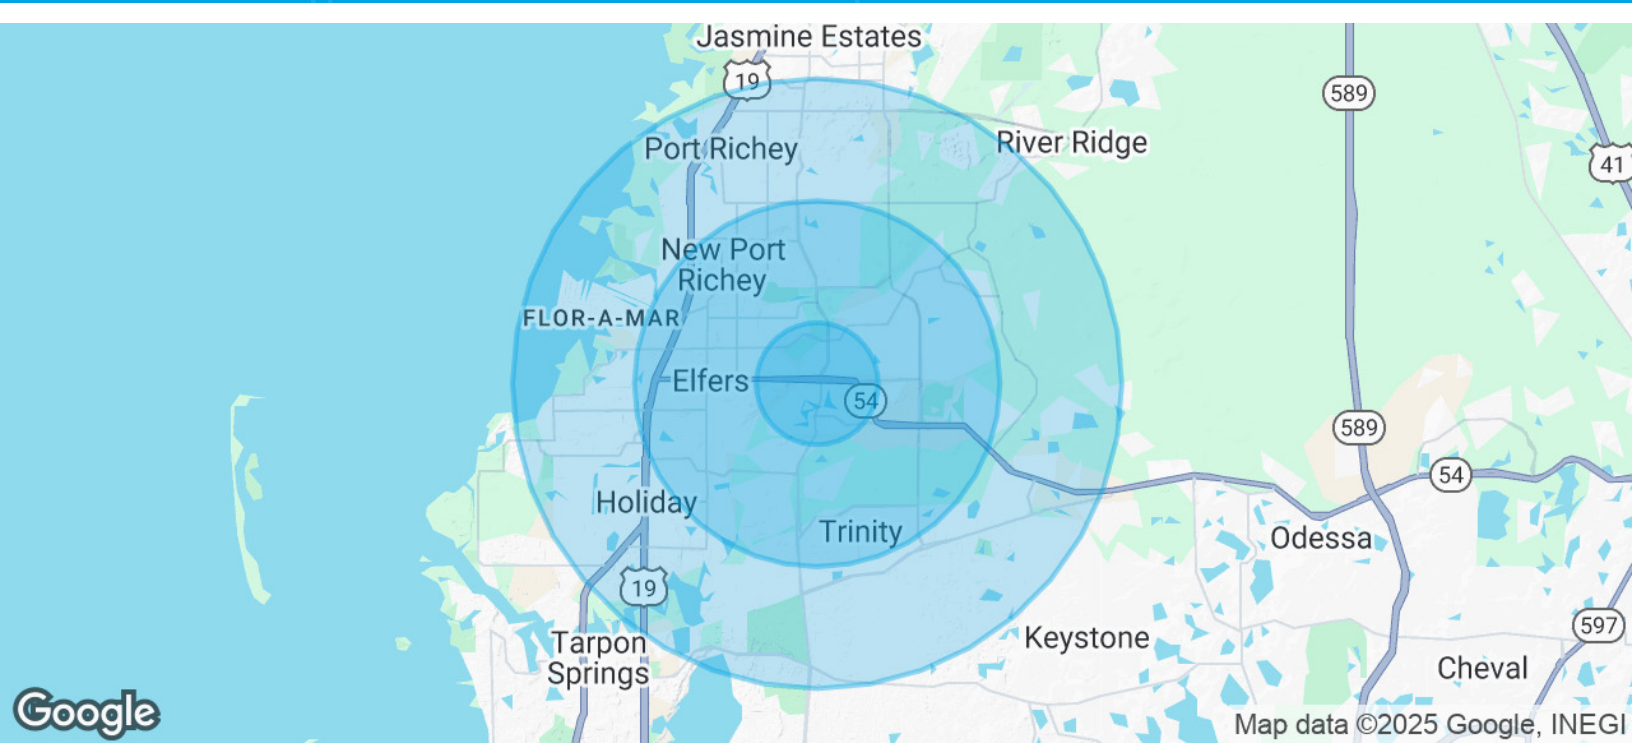 Jasmine Estates
19
589
Port Richey
River Ridge
41
New Port
Richey
FLOR-A-MAR
Elfers
54
589
54
Holiday
Trinity
Odessa
19
597
Tarpon
Springs
Keystone
Cheval
Google
Map data ©2025 Google, INEGI